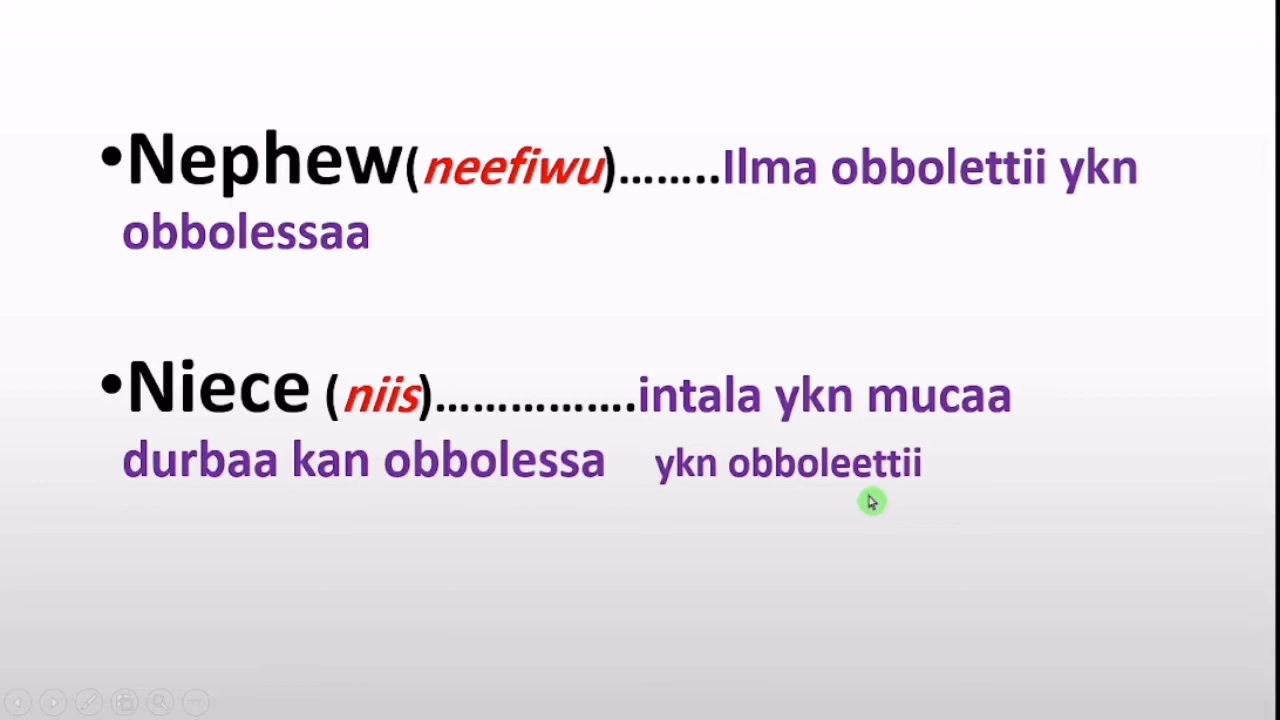 •Nephew(neefiwu)……..Ilma obbolettii ykn
obbolessaa
•Niece (niis)…………….intala ykn mucaa
durbaa kan obbolessa ykn obboleettii